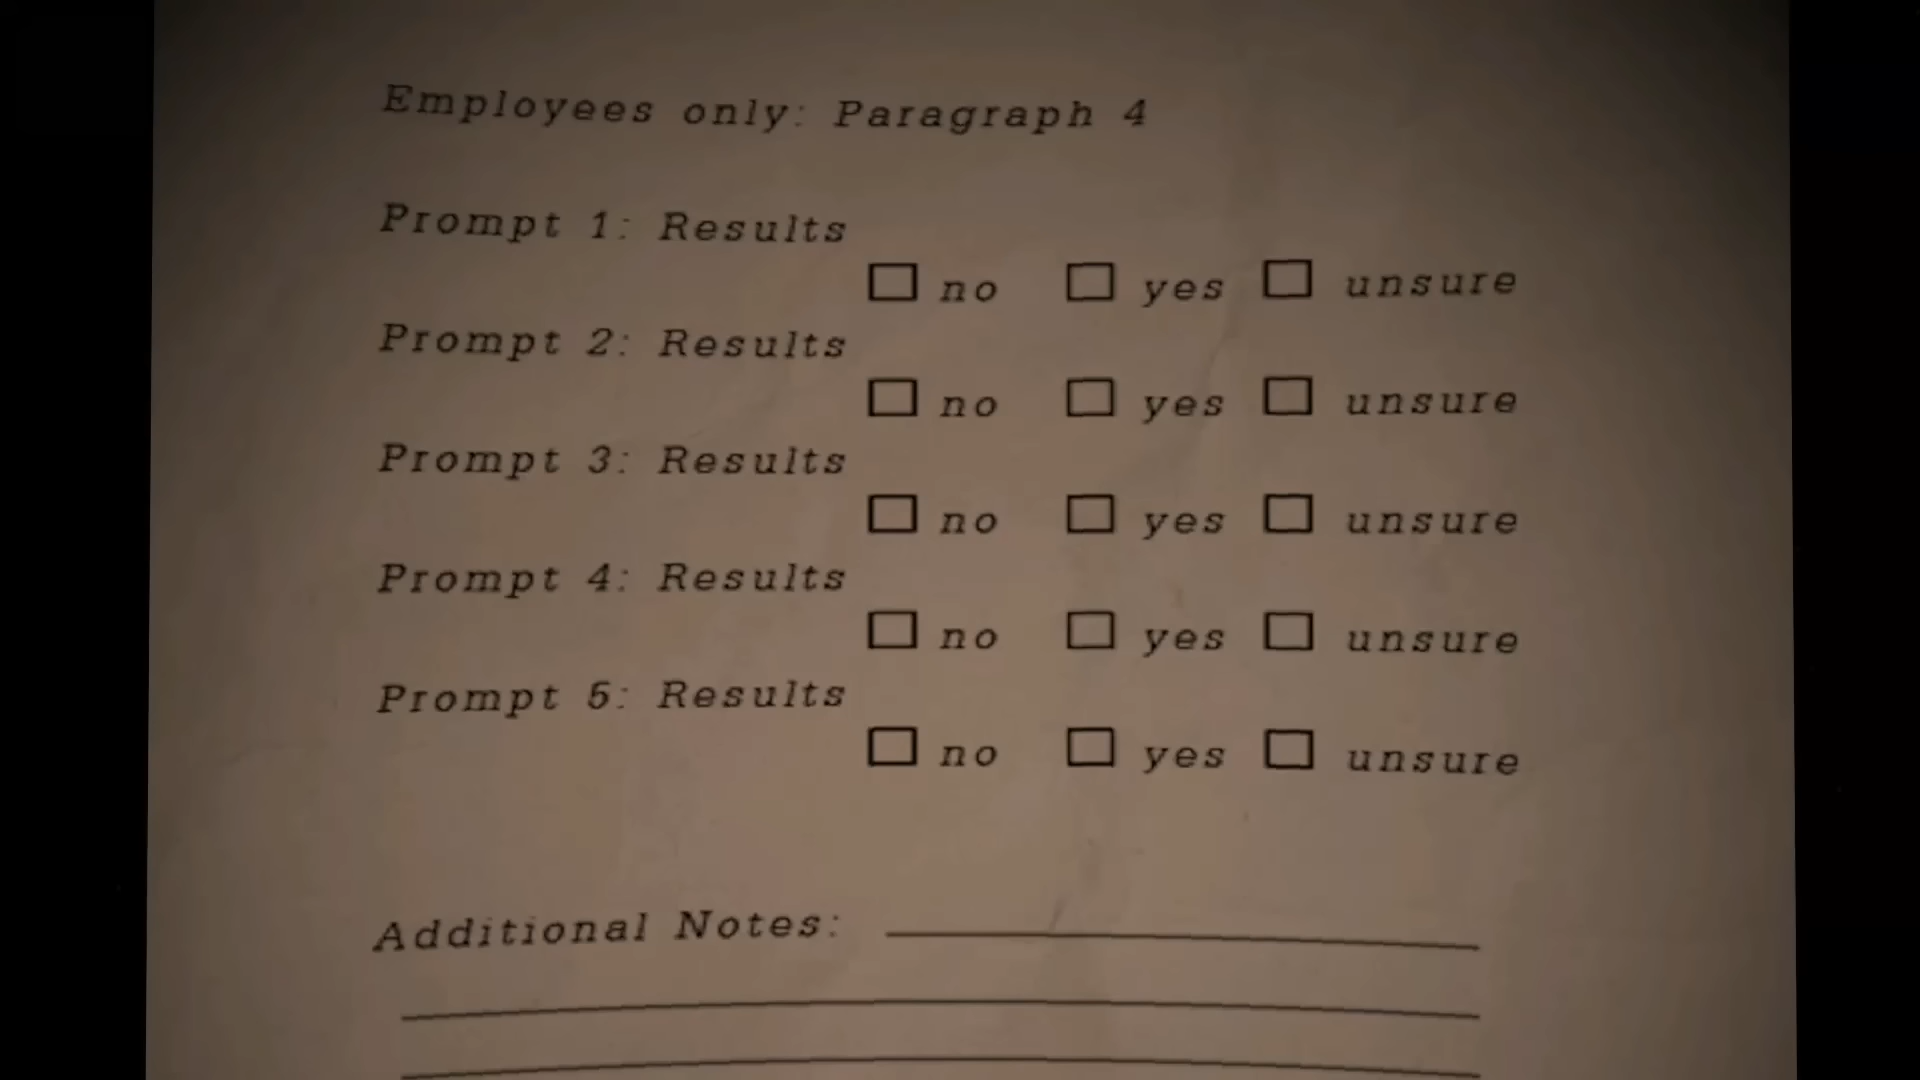 Employees only: Paragraph 4
Prompt 1: Results
no yes unsure
Prompt 2: Results
no yes unsure
Prompt 3: Results
no yes unsure
Prompt 4: Results
no yes unsure
Prompt 5: Results
no yes unsure
Additional Notes: